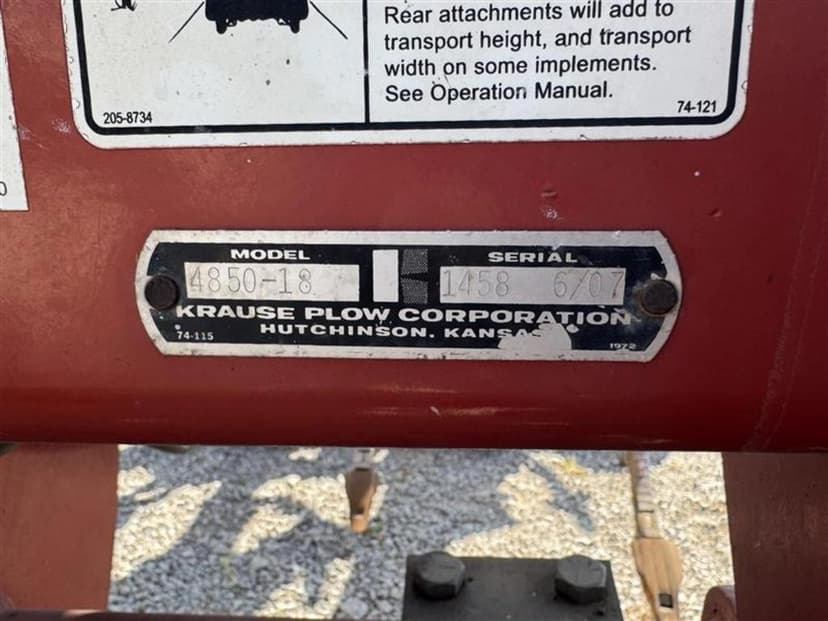 Rear attachments will add to
transport height, and transport
width on some implements.
See Operation Manual.
205-8734
74-121
0
MODEL SERIAL
4850-18 1458 6/07
KRAUSE PLOW CORPORATION
HUTCHINSON, KANSAS
74-115 1972